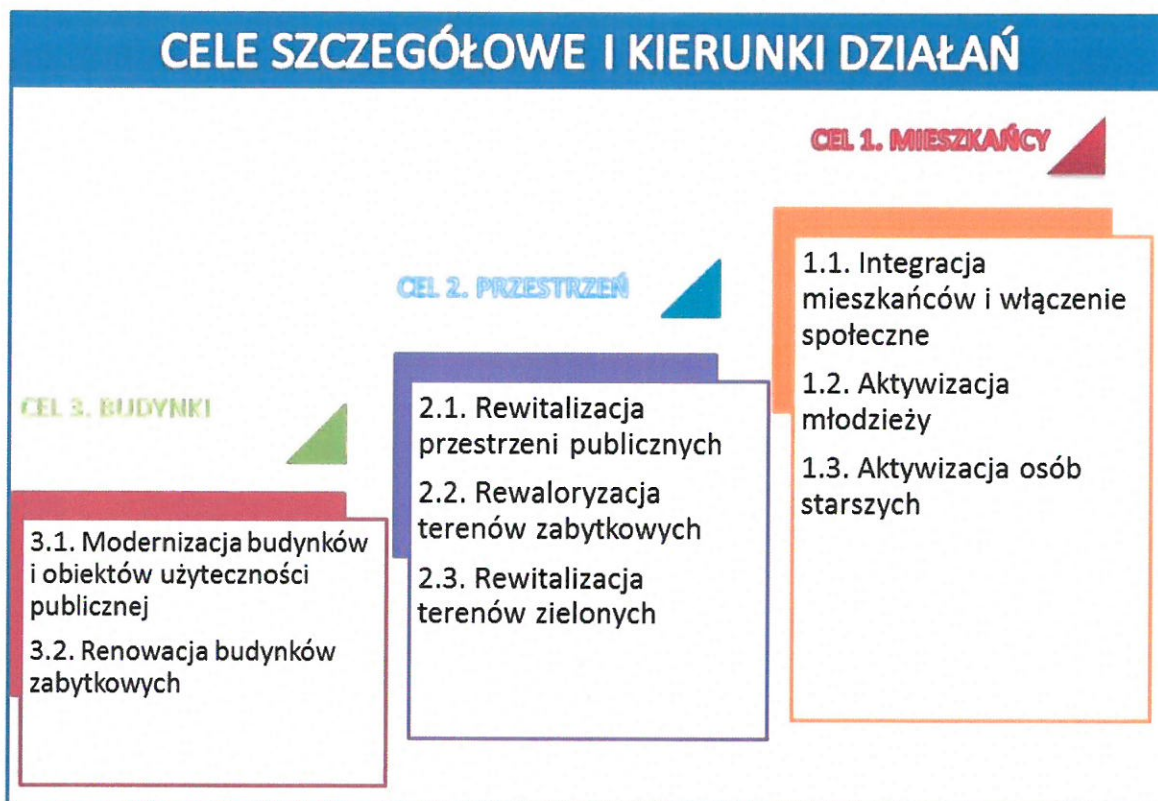 CELE SZCZEGÓŁOWE I KIERUNKI DZIAŁAŃ
CEL 1. MIESZKAŃCY
1.1. Integracja
mieszkańców i włączenie
społeczne
1.2. Aktywizacja
młodzieży
1.3. Aktywizacja osób
starszych
CEL 2. PRZESTRZEŃ
2.1. Rewitalizacja
przestrzeni publicznych
2.2. Rewaloryzacja
terenów zabytkowych
2.3. Rewitalizacja
terenów zielonych
CEL 3. BUDYNKI
3.1. Modernizacja budynków
i obiektów użyteczności
publicznej
3.2. Renowacja budynków
zabytkowych